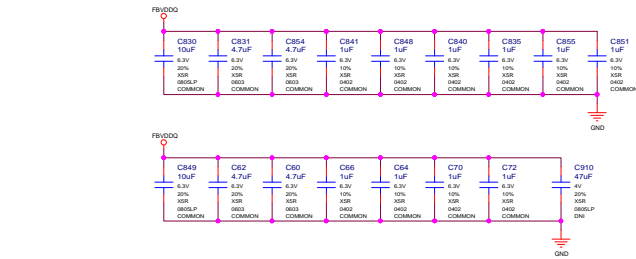 FBVDDQ
C830 C831 C854 C841 C848 C840 C835 C855 C851
10uF 4.7uF 4.7uF 1uF 1uF 1uF 1uF 1uF 1uF
6.3V 6.3V 6.3V 6.3V 6.3V 6.3V 6.3V 6.3V 6.3V
20% 20% 20% 10% 10% 10% 10% 10% 10%
X5R X5R X5R X5R X5R X5R X5R X5R X5R
0805LP 0603 0603 0402 0402 0402 0402 0402 0402
COMMON COMMON COMMON COMMON COMMON COMMON COMMON COMMON COMMON
GND
FBVDDQ
C849 C62 C60 C66 C64 C70 C72 C910
10uF 4.7uF 4.7uF 1uF 1uF 1uF 1uF 47uF
6.3V 6.3V 6.3V 6.3V 6.3V 6.3V 6.3V 4V
20% 20% 20% 10% 10% 10% 10% 20%
X5R X5R X5R X5R X5R X5R X5R X5R
0805LP 0603 0603 0402 0402 0402 0402 0805LP
COMMON COMMON COMMON COMMON COMMON COMMON COMMON DNI
GND